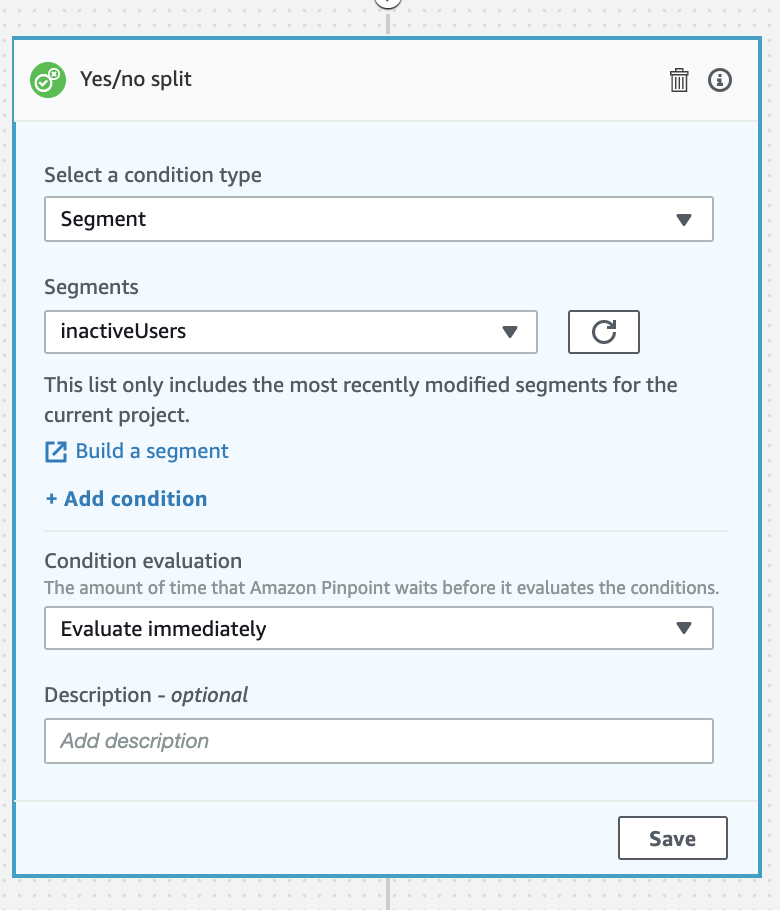 Yes/no split
Select a condition type
Segment
Segments
inactiveUsers
This list only includes the most recently modified segments for the
current project.
Build a segment
+ Add condition
Condition evaluation
The amount of time that Amazon Pinpoint waits before it evaluates the conditions.
Evaluate immediately
Description - optional
Add description
Save